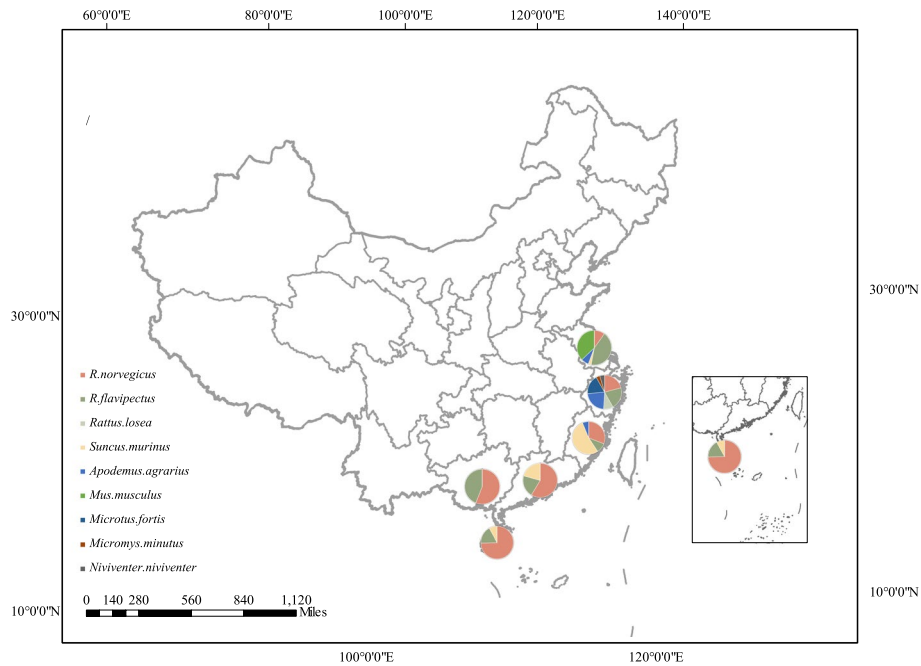 60°0'0"E 80°0'0"E 100°0'0"E 120°0'0"E 140°0'0"E
/
30°0'0"N
30°0'0"N
R.norvegicus
R.flavipectus
Rattus.losea
Suncus.murinus
Apodemus.agrarius
Mus.musculus
Microtus.fortis
Micromys.minutus
Niviventer.niviventer
0 140 280 560 840 1,120
Miles
10°0'0"N
10°0'0"N
100°0'0"E 120°0'0"E